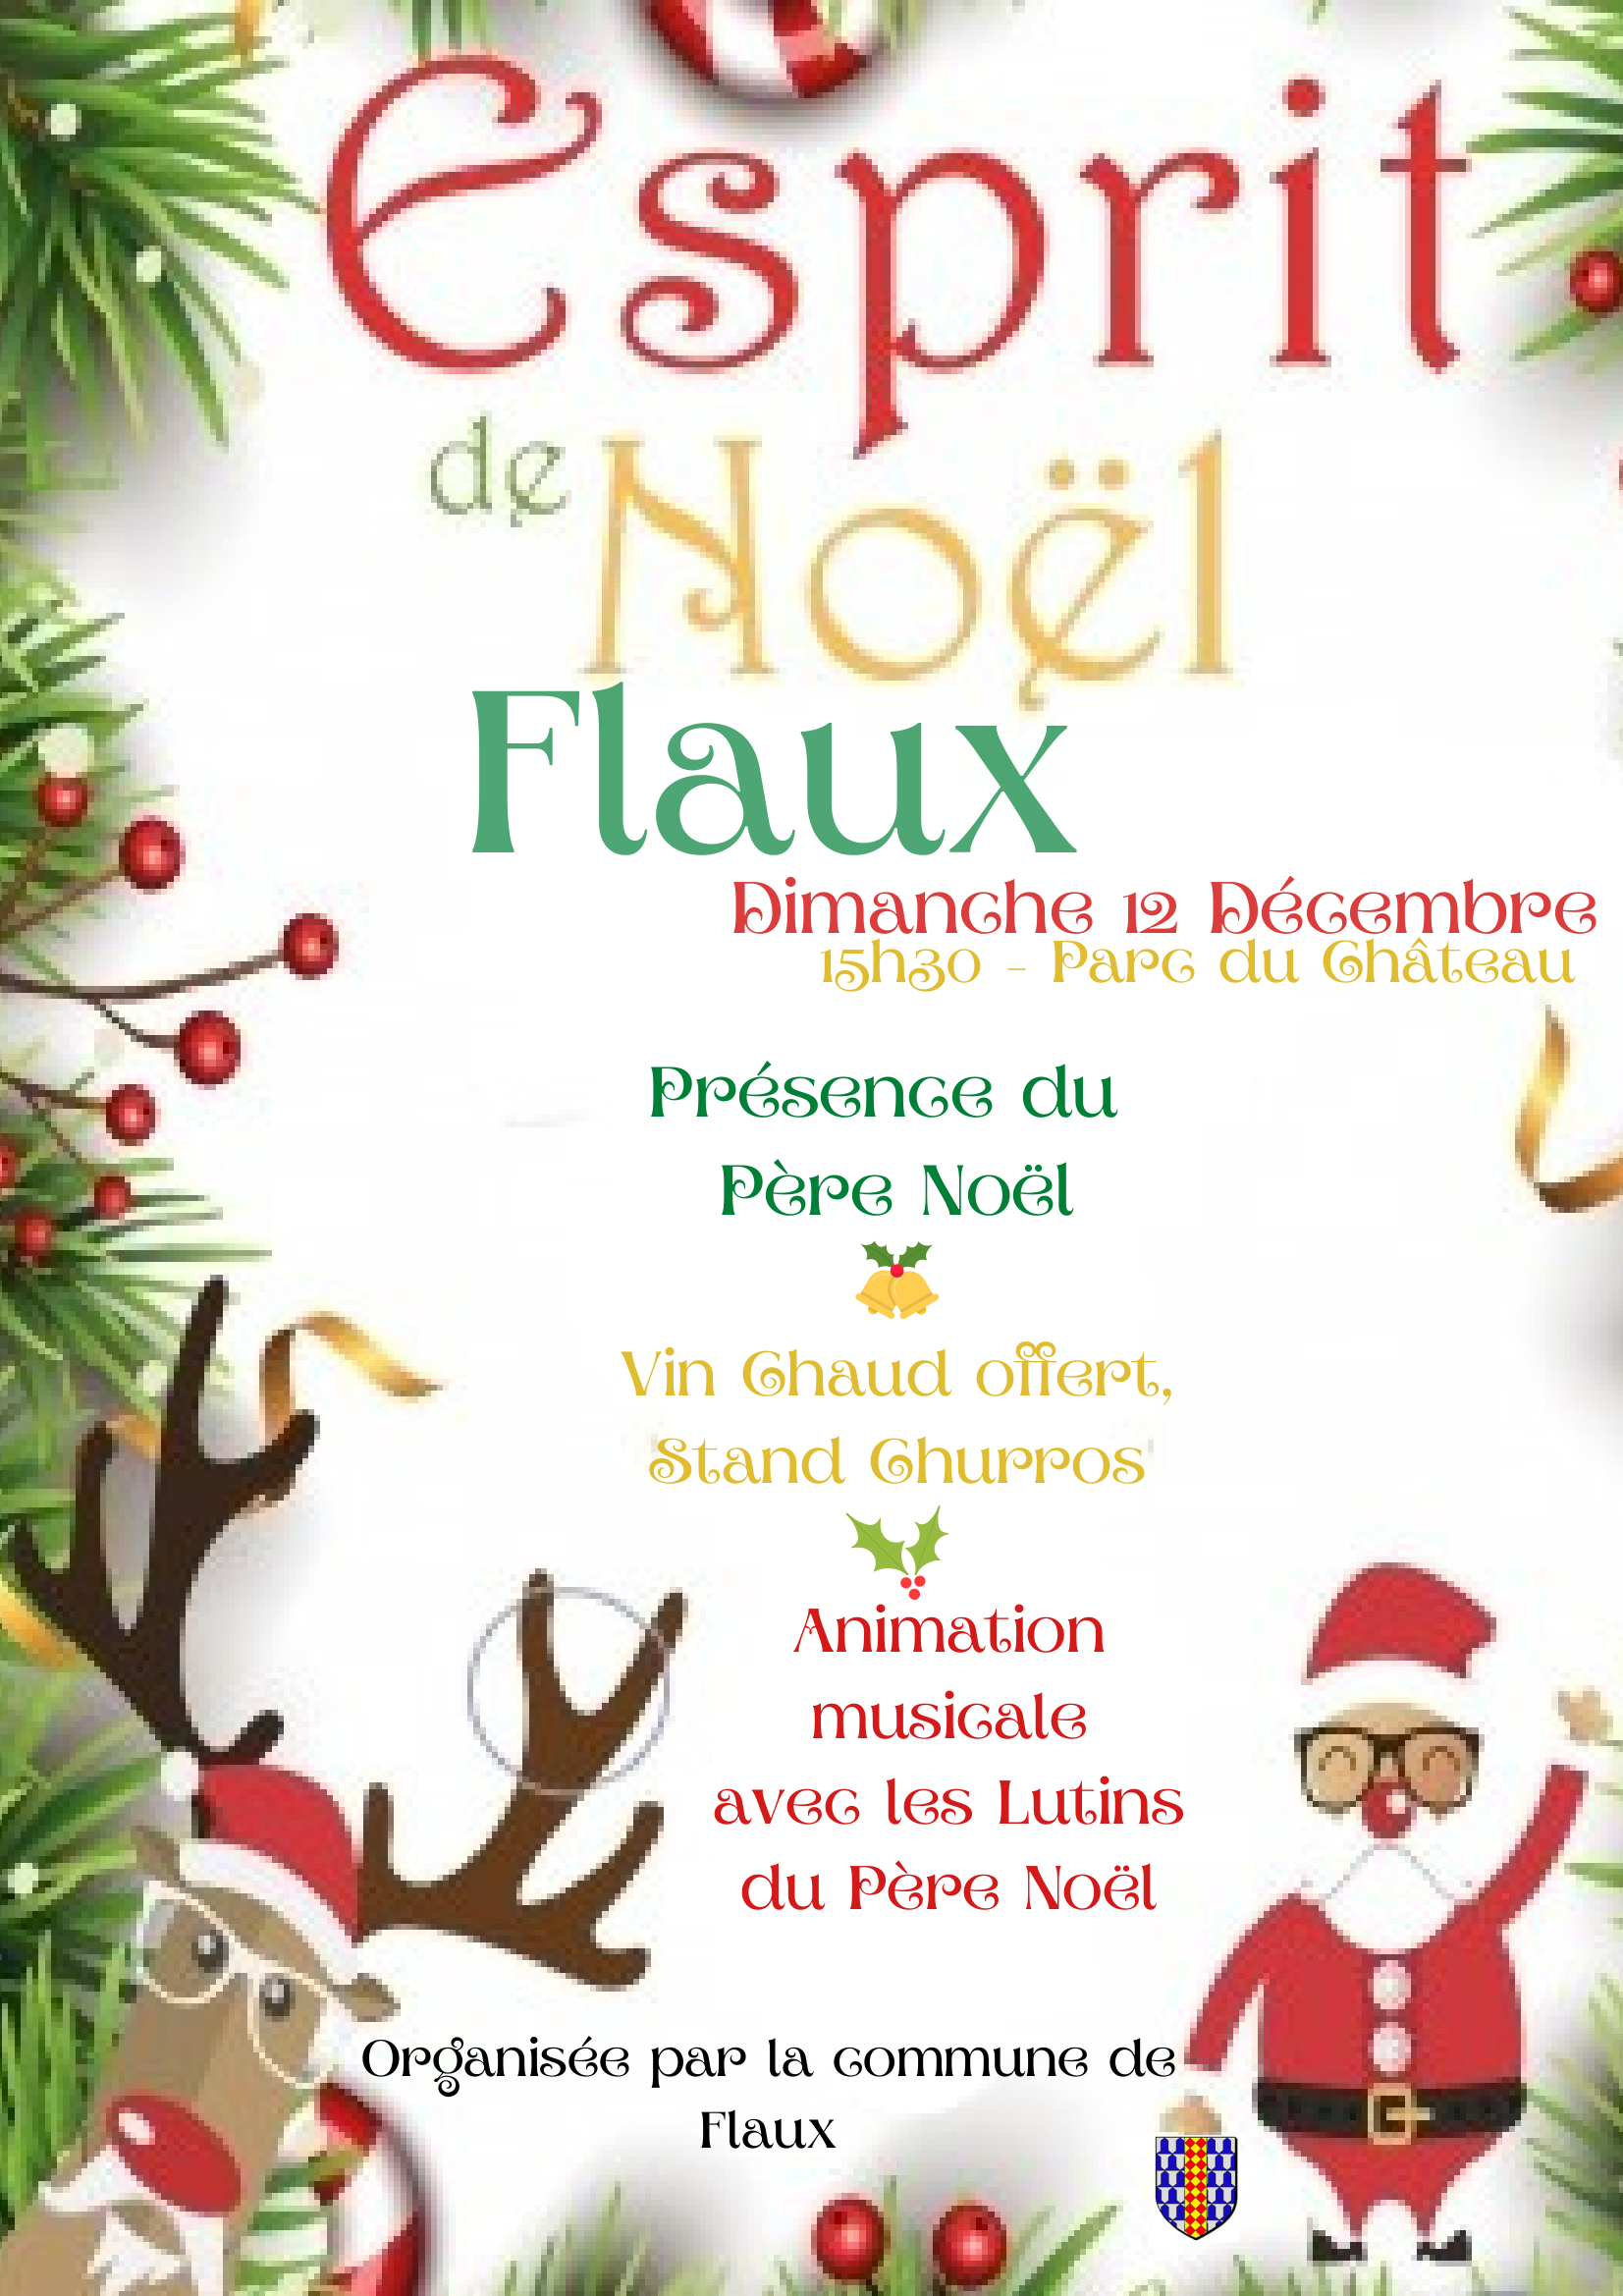 Esprit
de Noël
Flaux
Dimanche 12 Décembre
15h30 - Parc du Château
Présence du
Père Noël
Vin Chaud offert,
Stand Churros
Animation
musicale
avec les Lutins
du Père Noël
Organisée par la commune de
Flaux